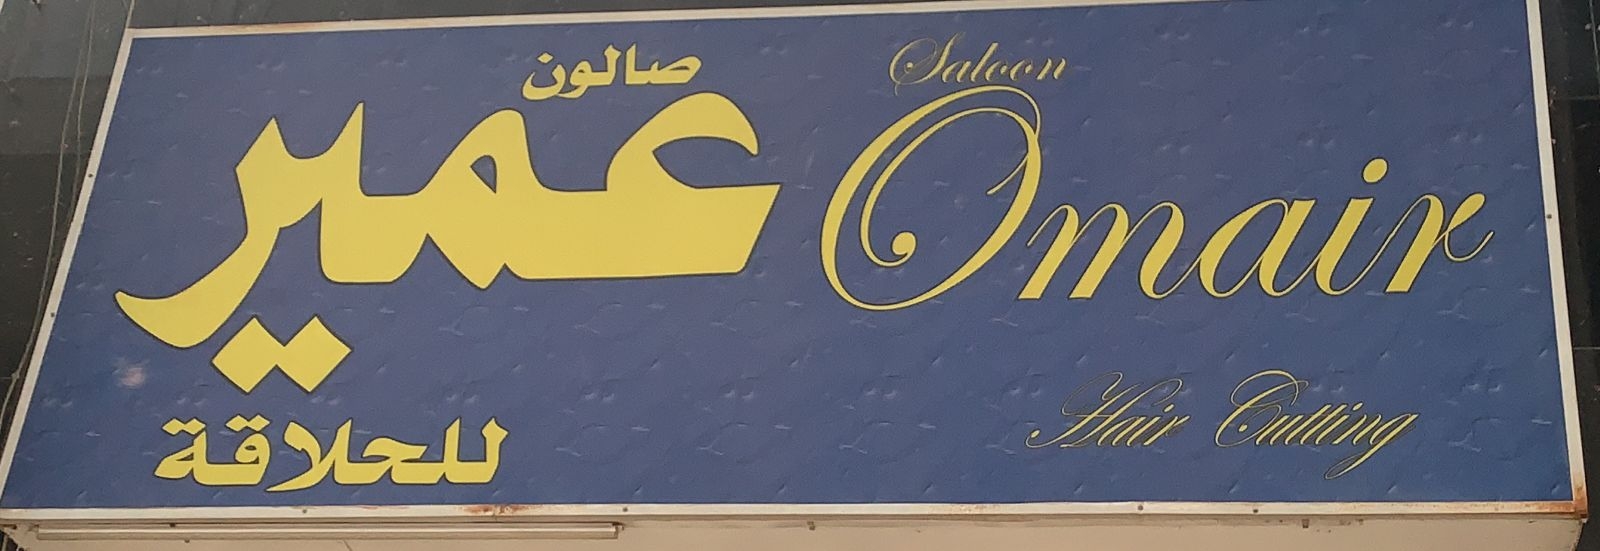 صالون
عمير
للحلاقة
Saloon
Omair
Hair Cutting